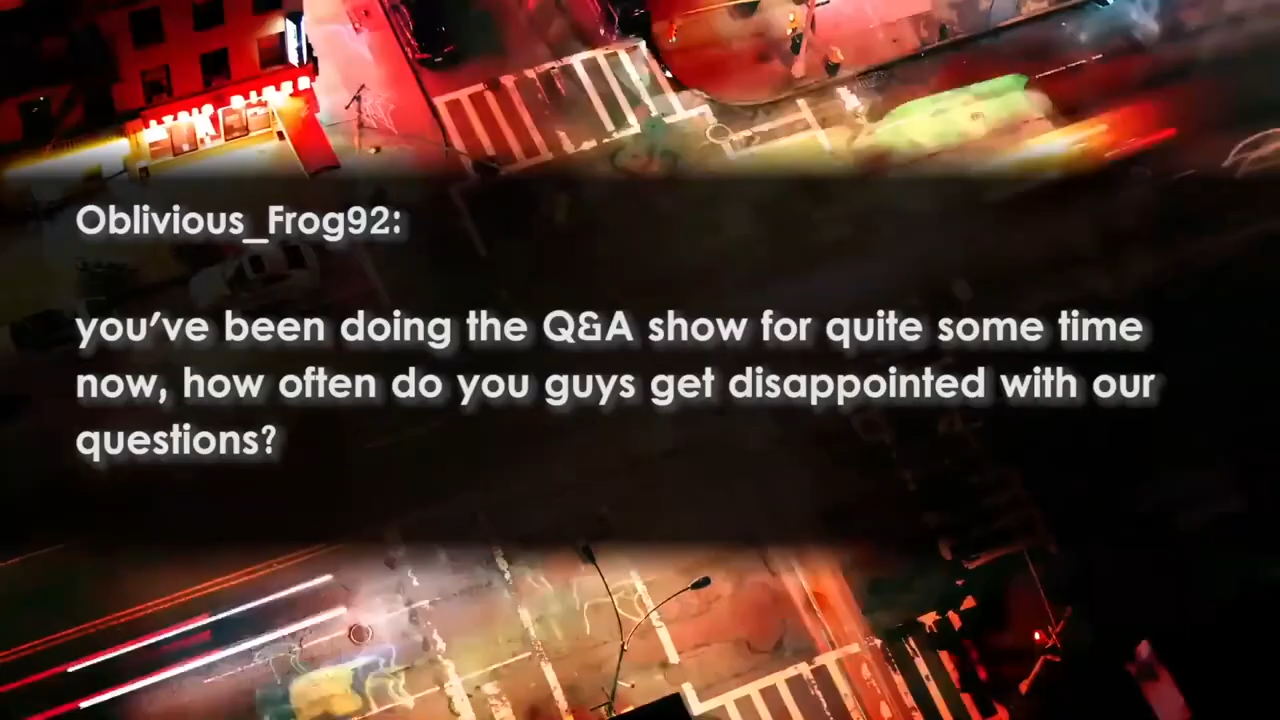 Oblivious_Frog92:
you've been doing the Q&A show for quite some time
now, how often do you guys get disappointed with our
questions?